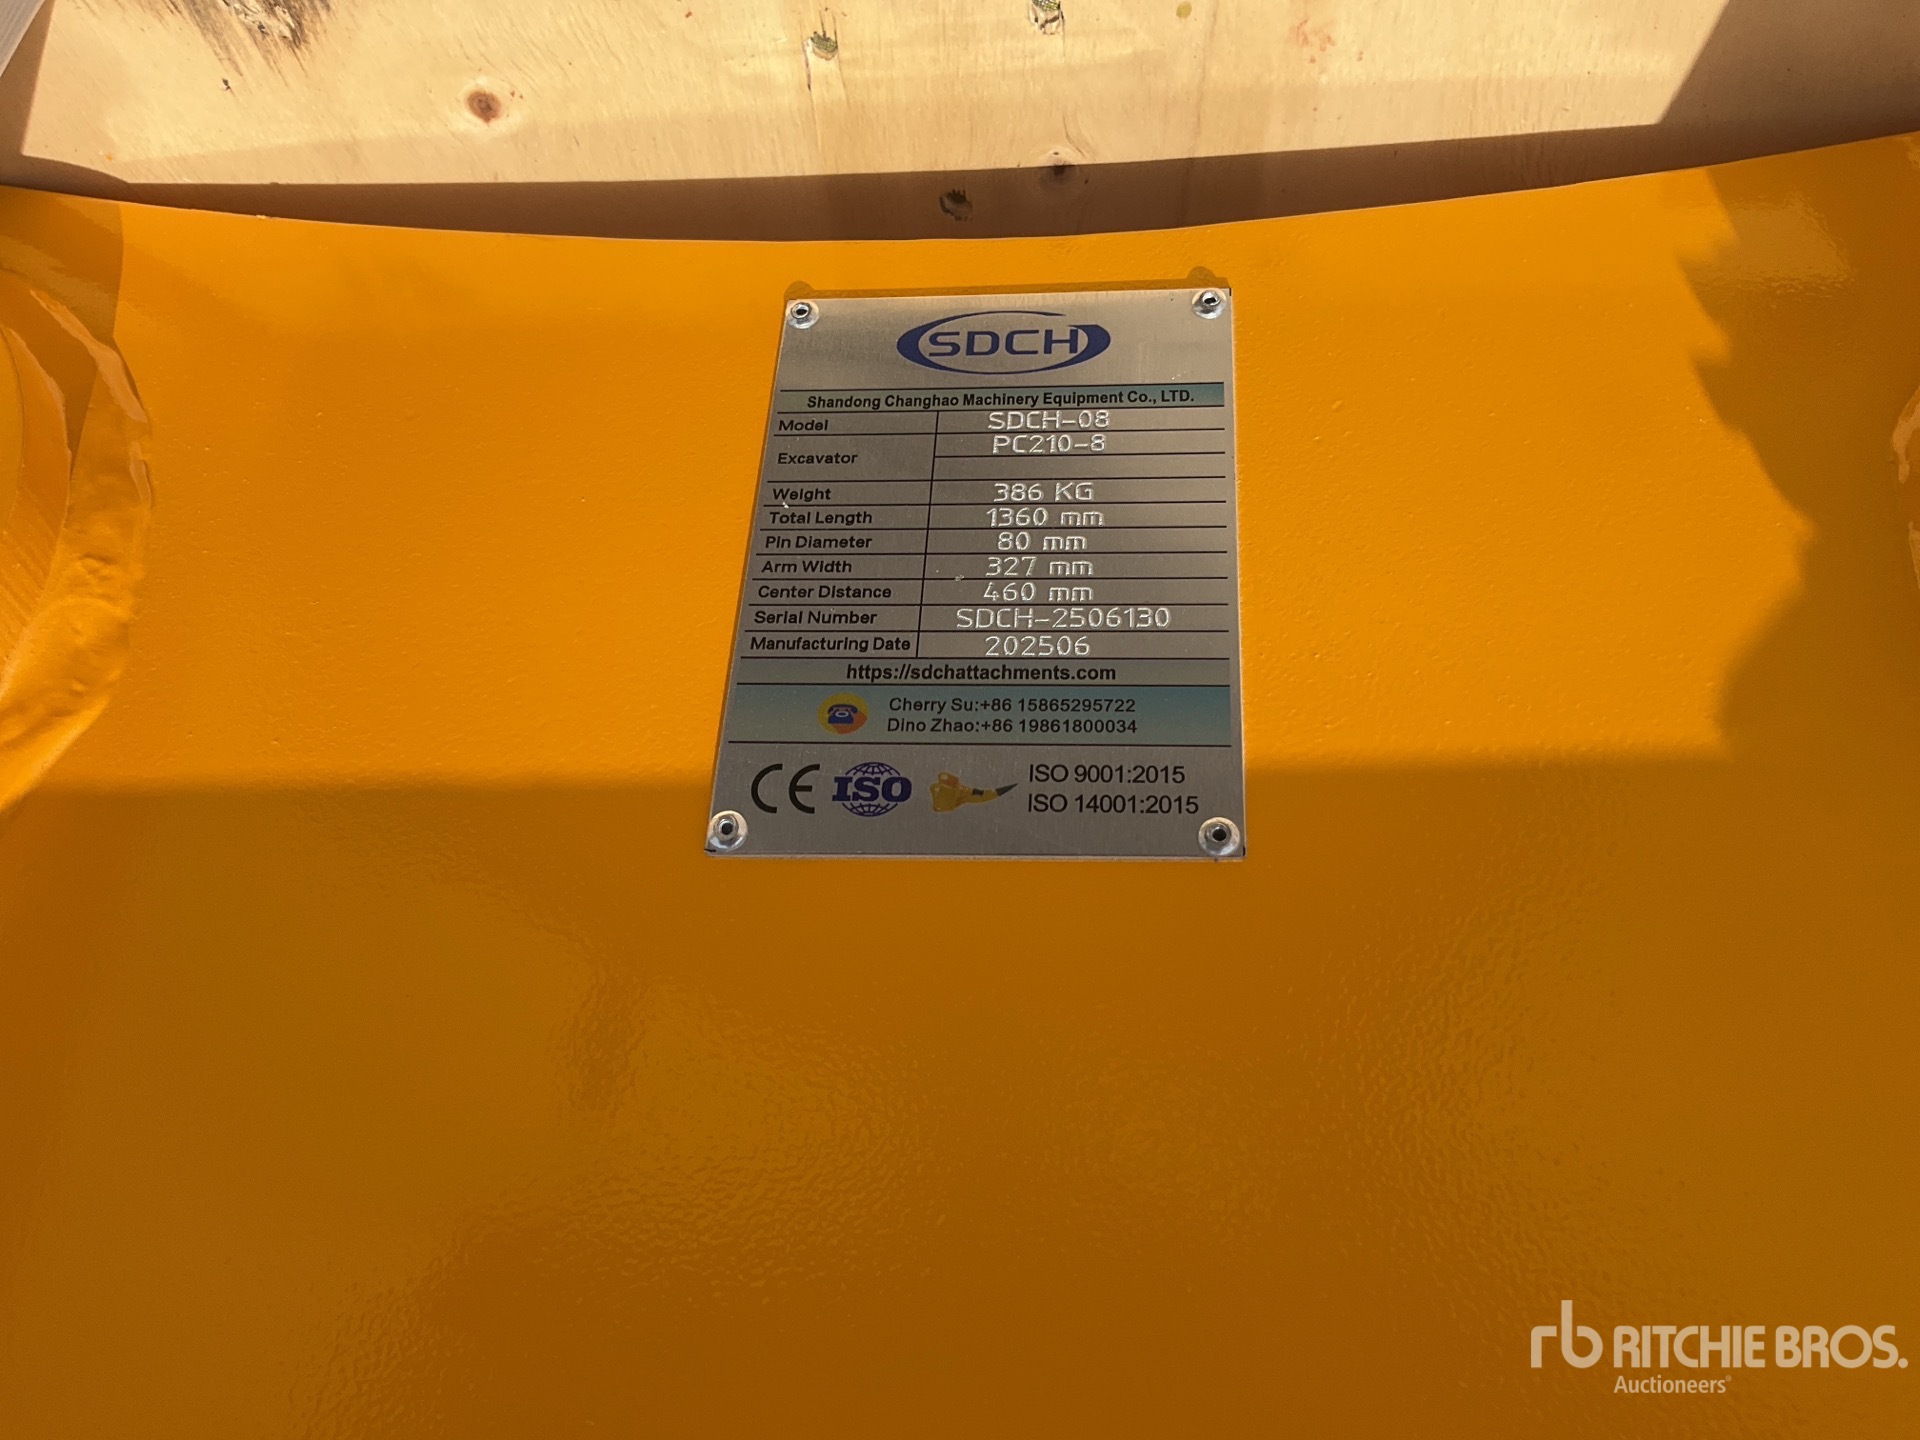 SDCH
Shandong Changhao Machinery Equipment Co., LTD.
Model SDCH-08
Excavator PC210-8
Weight 386 KG
Total Length 1360 mm
Pin Diameter 80 mm
Arm Width 327 mm
Center Distance 460 mm
Serial Number SDCH-2506130
Manufacturing Date 202506
https://sdchattachments.com
Cherry Su:+86 15865295722
Dino Zhao:+86 19861800034
CE ISO ISO 9001:2015
ISO 14001:2015
rb RITCHIE BROS.
Auctioneers®